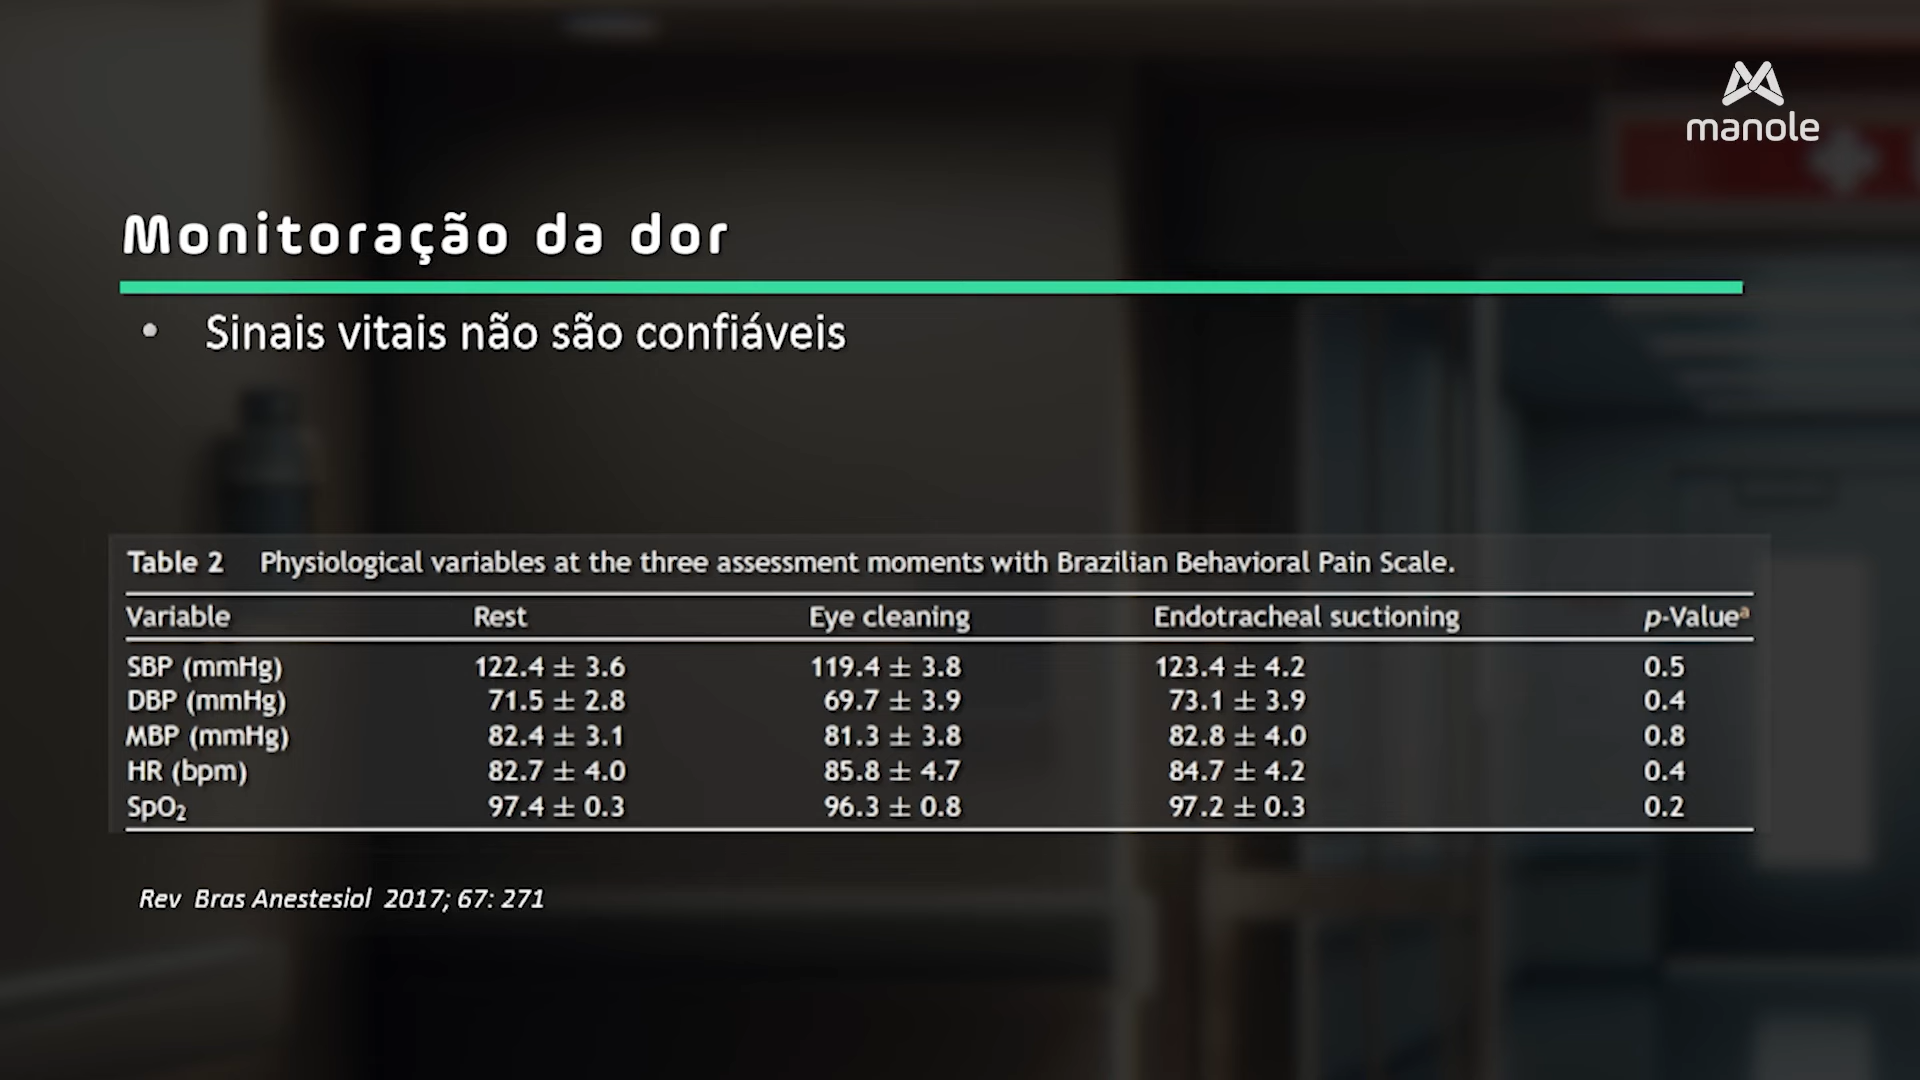 manole
Monitoração da dor
• Sinais vitais não são confiáveis
Table 2 Physiological variables at the three assessment moments with Brazilian Behavioral Pain Scale.
Variable Rest Eye cleaning Endotracheal suctioning p-Valueª
SBP (mmHg) 122.4 ± 3.6 119.4 ± 3.8 123.4 ± 4.2 0.5
DBP (mmHg) 71.5 ± 2.8 69.7 ± 3.9 73.1 ± 3.9 0.4
MBP (mmHg) 82.4 ± 3.1 81.3 ± 3.8 82.8 ± 4.0 0.8
HR (bpm) 82.7 ± 4.0 85.8 ± 4.7 84.7 ± 4.2 0.4
SpO₂ 97.4 ± 0.3 96.3 ± 0.8 97.2 ± 0.3 0.2
Rev Bras Anestesiol 2017; 67: 271